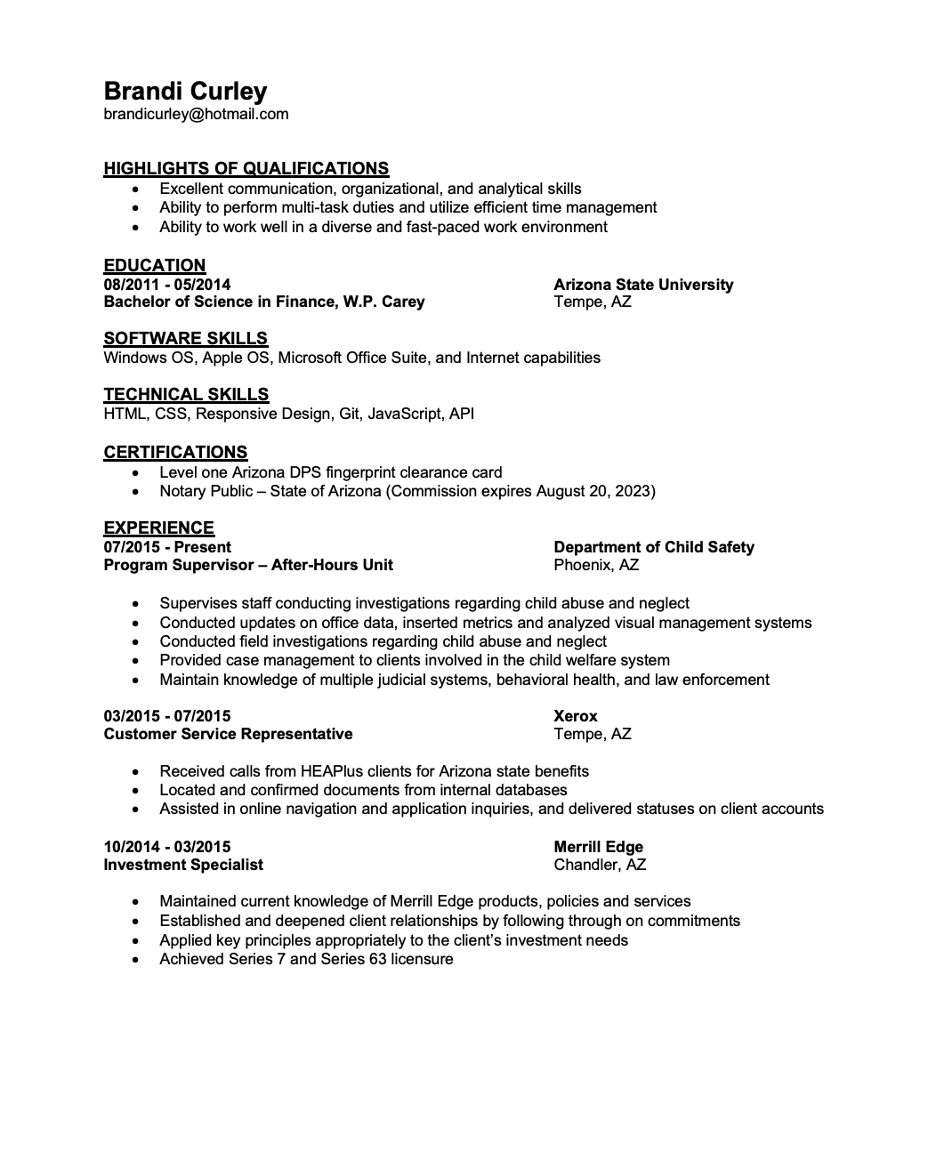 Brandi Curley
brandicurley@hotmail.com
HIGHLIGHTS OF QUALIFICATIONS
• Excellent communication, organizational, and analytical skills
• Ability to perform multi-task duties and utilize efficient time management
• Ability to work well in a diverse and fast-paced work environment
EDUCATION
08/2011 - 05/2014 Arizona State University
Bachelor of Science in Finance, W.P. Carey Tempe, AZ
SOFTWARE SKILLS
Windows OS, Apple OS, Microsoft Office Suite, and Internet capabilities
TECHNICAL SKILLS
HTML, CSS, Responsive Design, Git, JavaScript, API
CERTIFICATIONS
• Level one Arizona DPS fingerprint clearance card
• Notary Public – State of Arizona (Commission expires August 20, 2023)
EXPERIENCE
07/2015 - Present Department of Child Safety
Program Supervisor – After-Hours Unit Phoenix, AZ
• Supervises staff conducting investigations regarding child abuse and neglect
• Conducted updates on office data, inserted metrics and analyzed visual management systems
• Conducted field investigations regarding child abuse and neglect
• Provided case management to clients involved in the child welfare system
• Maintain knowledge of multiple judicial systems, behavioral health, and law enforcement
03/2015 - 07/2015 Xerox
Customer Service Representative Tempe, AZ
• Received calls from HEAPlus clients for Arizona state benefits
• Located and confirmed documents from internal databases
• Assisted in online navigation and application inquiries, and delivered statuses on client accounts
10/2014 - 03/2015 Merrill Edge
Investment Specialist Chandler, AZ
• Maintained current knowledge of Merrill Edge products, policies and services
• Established and deepened client relationships by following through on commitments
• Applied key principles appropriately to the client’s investment needs
• Achieved Series 7 and Series 63 licensure